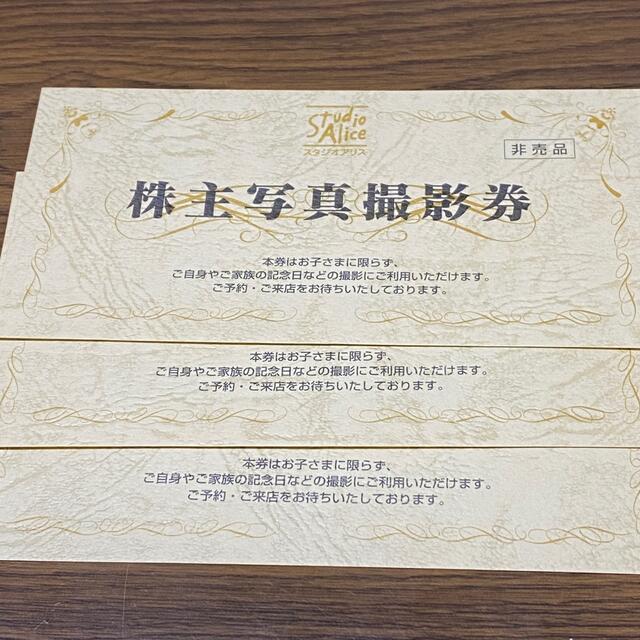 Studio
Alice
スタジオアリス
非売品
株主写真撮影券
本券はお子さまに限らず、
ご自身やご家族の記念日などの撮影にご利用いただけます。
ご予約・ご来店をお待ちいたしております。
本券はお子さまに限らず、
ご自身やご家族の記念日などの撮影にご利用いただけます。
ご予約・ご来店をお待ちいたしております。
本券はお子さまに限らず、
ご自身やご家族の記念日などの撮影にご利用いただけます。
ご予約・ご来店をお待ちいたしております。